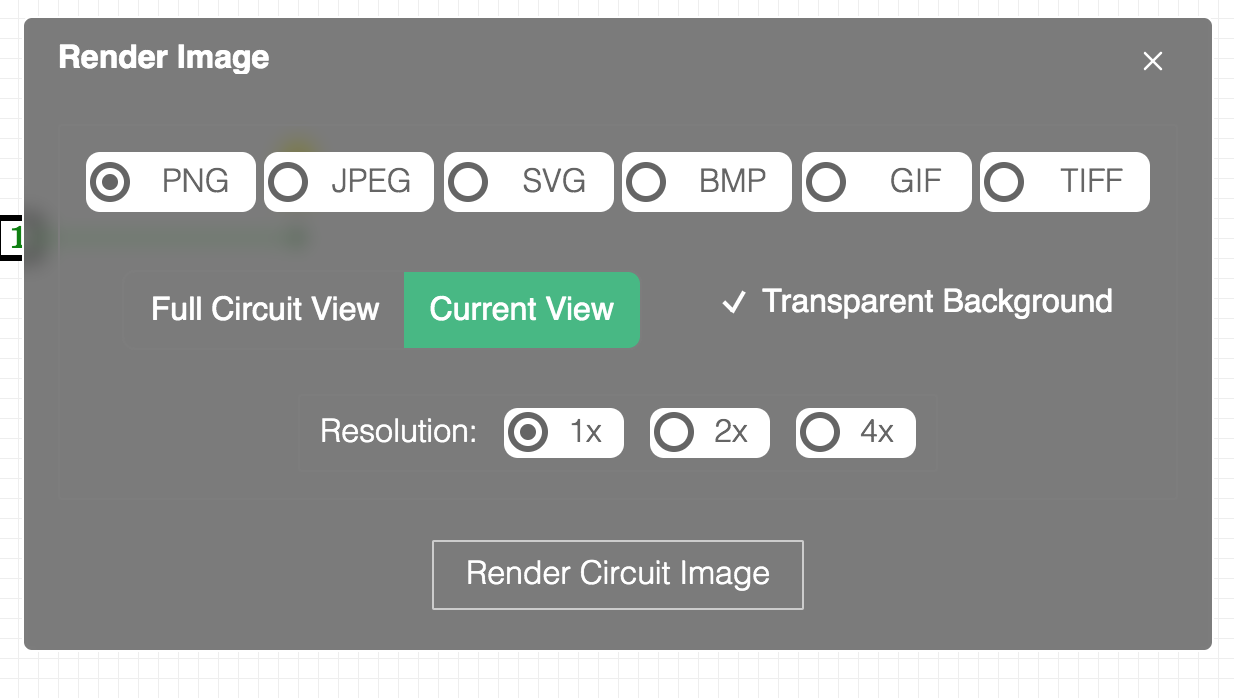 Render Image
PNG JPEG SVG BMP GIF TIFF
1
Full Circuit View Current View Transparent Background
Resolution: 1x 2x 4x
Render Circuit Image